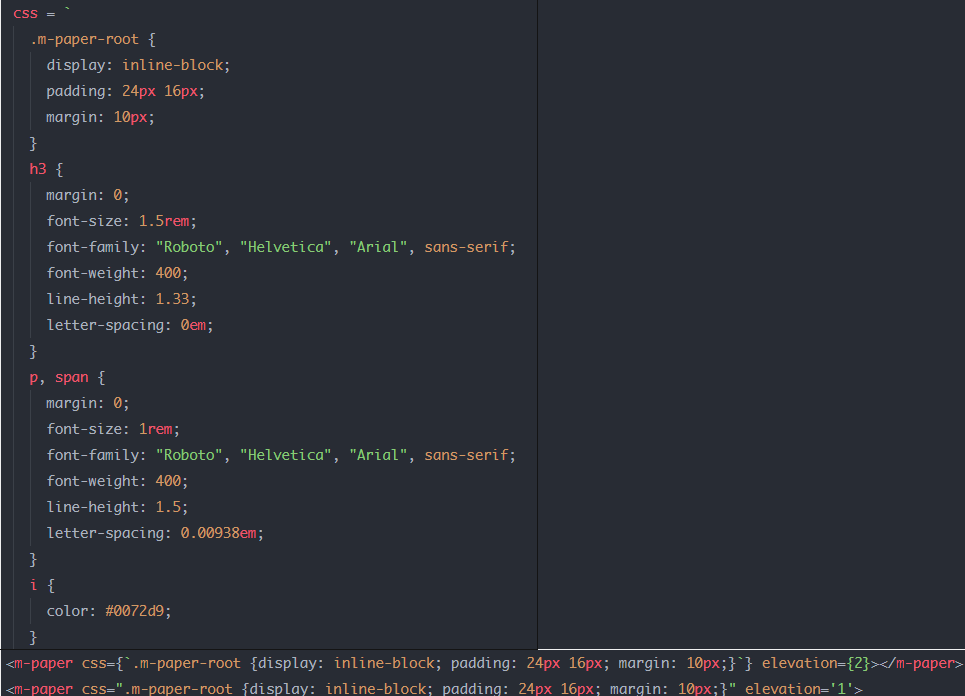 css = `
.m-paper-root {
display: inline-block;
padding: 24px 16px;
margin: 10px;
}
h3 {
margin: 0;
font-size: 1.5rem;
font-family: "Roboto", "Helvetica", "Arial", sans-serif;
font-weight: 400;
line-height: 1.33;
letter-spacing: 0em;
}
p, span {
margin: 0;
font-size: 1rem;
font-family: "Roboto", "Helvetica", "Arial", sans-serif;
font-weight: 400;
line-height: 1.5;
letter-spacing: 0.00938em;
}
i {
color: #0072d9;
}
<m-paper css={`.m-paper-root {display: inline-block; padding: 24px 16px; margin: 10px;}`} elevation={2}></m-paper>
<m-paper css=".m-paper-root {display: inline-block; padding: 24px 16px; margin: 10px;}" elevation='1'>